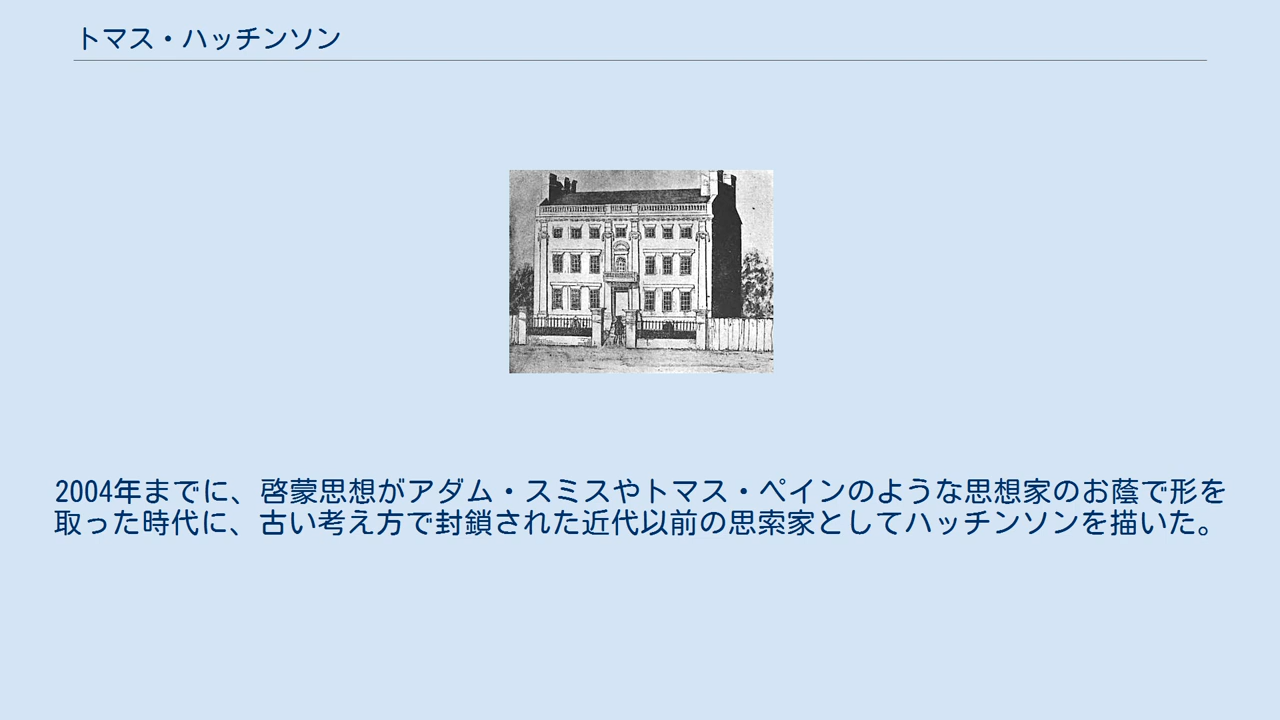 トマス・ハッチンソン
2004年までに、啓蒙思想がアダム・スミスやトマス・ペインのような思想家のお蔭で形を
取った時代に、古い考え方で封鎖された近代以前の思索家としてハッチンソンを描いた。